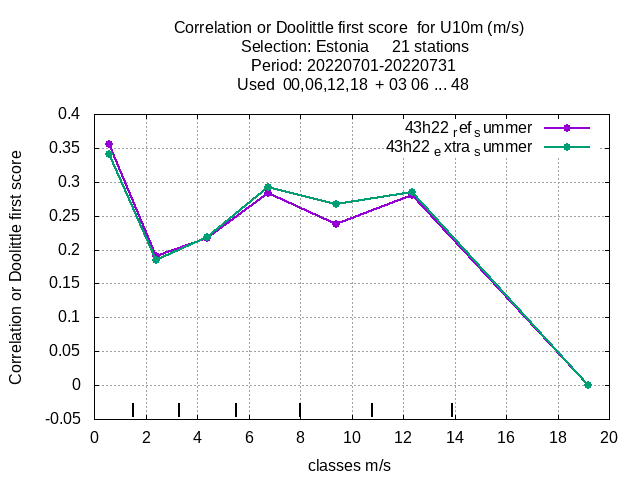 Correlation or Doolittle first score  for U10m (m/s)
Selection: Estonia     21 stations
Period: 20220701-20220731
Used  00,06,12,18  + 03 06 ... 48
43h22 ref summer
43h22 extra summer
0.4
0.35
0.3
0.25
0.2
0.15
0.1
0.05
0
-0.05
Correlation or Doolittle first score
0 2 4 6 8 10 12 14 16 18 20
classes m/s